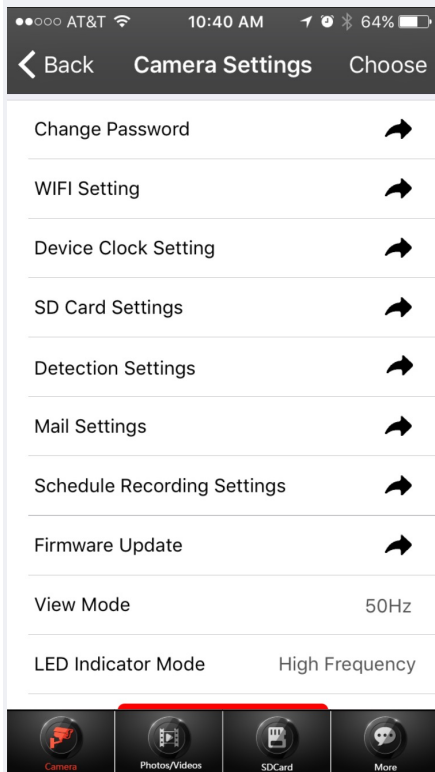 AT&T 10:40 AM 64%
Back Camera Settings Choose
Change Password
WIFI Setting
Device Clock Setting
SD Card Settings
Detection Settings
Mail Settings
Schedule Recording Settings
Firmware Update
View Mode 50Hz
LED Indicator Mode High Frequency
Camera Photos/Videos SDCard More